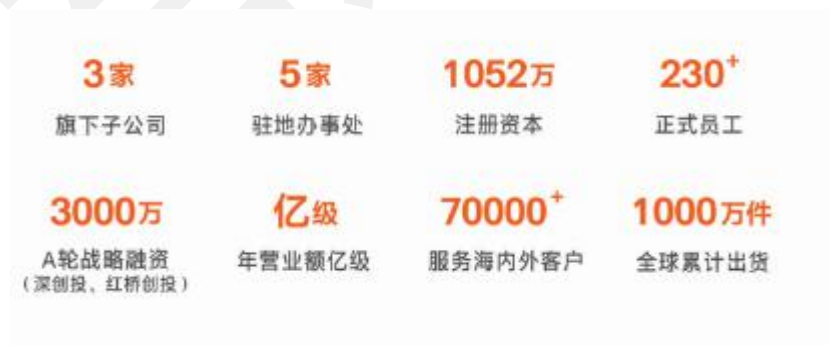 3家 5家 1052万 230+
旗下子公司 驻地办事处 注册资本 正式员工
3000万 亿级 70000+ 1000万件
A轮战略融资 年营业额亿级 服务海内外客户 全球累计出货
(深创投、红桥创投)